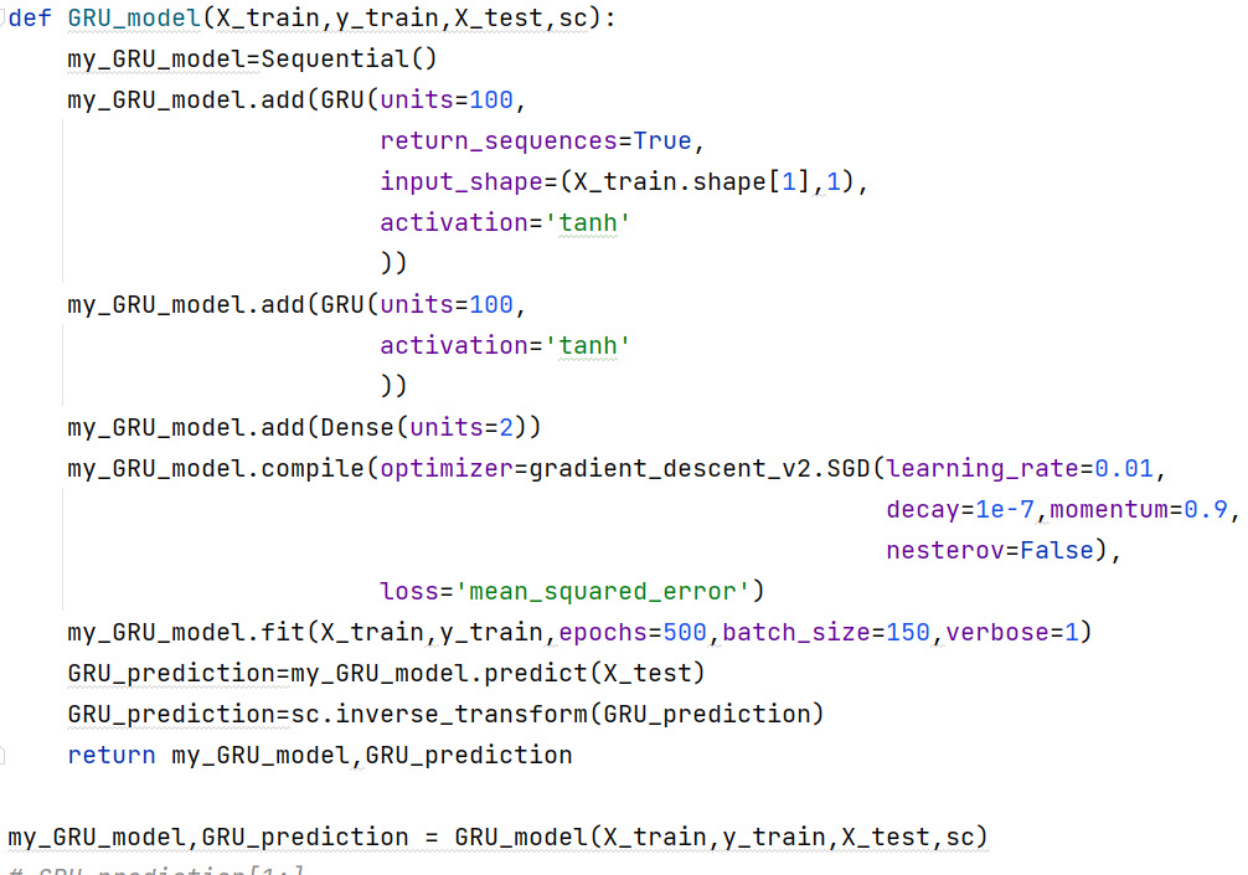 def GRU_model(X_train,y_train,X_test,sc):
    my_GRU_model=Sequential()
    my_GRU_model.add(GRU(units=100,
                         return_sequences=True,
                         input_shape=(X_train.shape[1],1),
                         activation='tanh'
                         ))
    my_GRU_model.add(GRU(units=100,
                         activation='tanh'
                         ))
    my_GRU_model.add(Dense(units=2))
    my_GRU_model.compile(optimizer=gradient_descent_v2.SGD(learning_rate=0.01,
                                                           decay=1e-7,momentum=0.9,
                                                           nesterov=False),
                         loss='mean_squared_error')
    my_GRU_model.fit(X_train,y_train,epochs=500,batch_size=150,verbose=1)
    GRU_prediction=my_GRU_model.predict(X_test)
    GRU_prediction=sc.inverse_transform(GRU_prediction)
    return my_GRU_model,GRU_prediction
my_GRU_model,GRU_prediction = GRU_model(X_train,y_train,X_test,sc)
# GRU_prediction[1:]